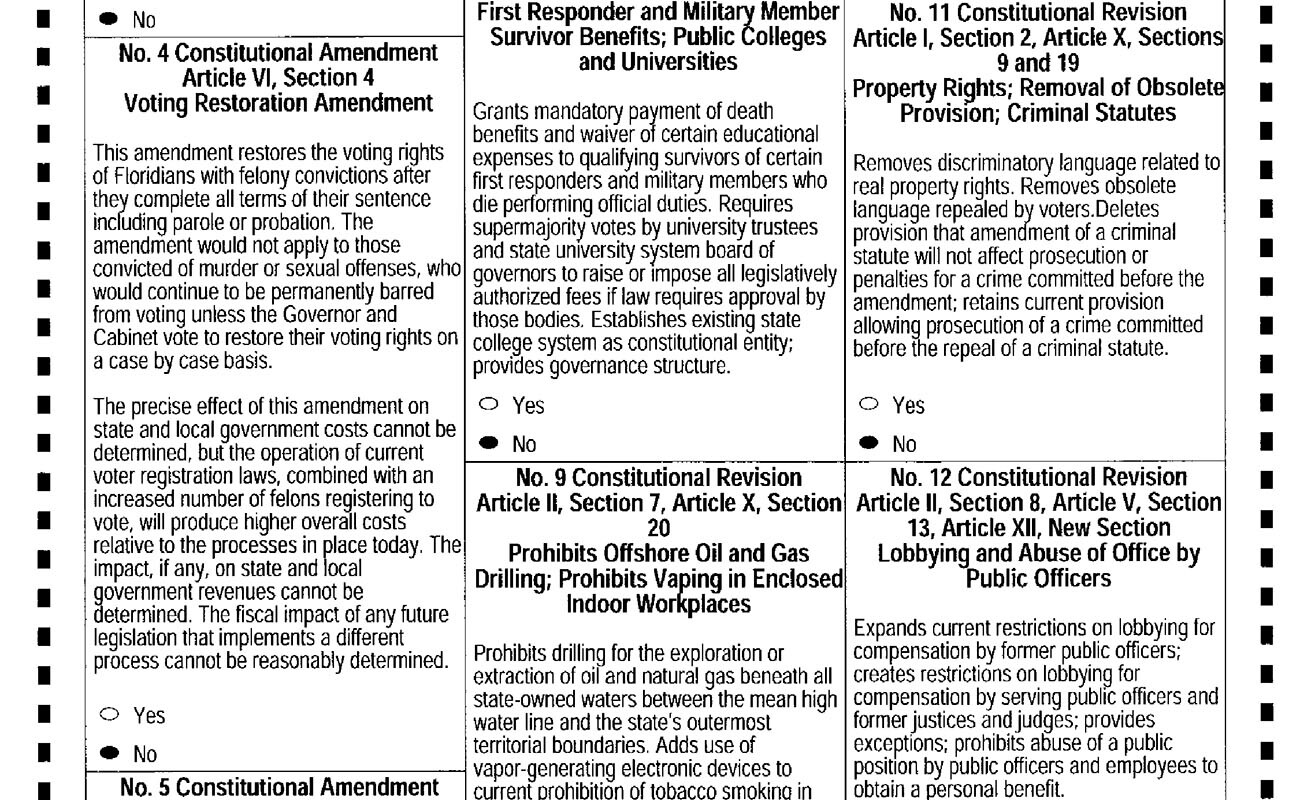 No
No. 4 Constitutional Amendment
Article VI, Section 4
Voting Restoration Amendment
This amendment restores the voting rights
of Floridians with felony convictions after
they complete all terms of their sentence
including parole or probation. The
amendment would not apply to those
convicted of murder or sexual offenses, who
would continue to be permanently barred
from voting unless the Governor and
Cabinet vote to restore their voting rights on
a case by case basis.
The precise effect of this amendment on
state and local government costs cannot be
determined, but the operation of current
voter registration laws, combined with an
increased number of felons registering to
vote, will produce higher overall costs
relative to the processes in place today. The
impact, if any, on state and local
government revenues cannot be
determined. The fiscal impact of any future
legislation that implements a different
process cannot be reasonably determined.
Yes
No
No. 5 Constitutional Amendment
First Responder and Military Member
Survivor Benefits; Public Colleges
and Universities
Grants mandatory payment of death
benefits and waiver of certain educational
expenses to qualifying survivors of certain
first responders and military members who
die performing official duties. Requires
supermajority votes by university trustees
and state university system board of
governors to raise or impose all legislatively
authorized fees if law requires approval by
those bodies. Establishes existing state
college system as constitutional entity;
provides governance structure.
Yes
No
No. 9 Constitutional Revision
Article II, Section 7, Article X, Section
20
Prohibits Offshore Oil and Gas
Drilling; Prohibits Vaping in Enclosed
Indoor Workplaces
Prohibits drilling for the exploration or
extraction of oil and natural gas beneath all
state-owned waters between the mean high
water line and the state's outermost
territorial boundaries. Adds use of
vapor-generating electronic devices to
current prohibition of tobacco smoking in
No. 11 Constitutional Revision
Article I, Section 2, Article X, Sections
9 and 19
Property Rights; Removal of Obsolete
Provision; Criminal Statutes
Removes discriminatory language related to
real property rights. Removes obsolete
language repealed by voters.Deletes
provision that amendment of a criminal
statute will not affect prosecution or
penalties for a crime committed before the
amendment; retains current provision
allowing prosecution of a crime committed
before the repeal of a criminal statute.
Yes
No
No. 12 Constitutional Revision
Article II, Section 8, Article V, Section
13, Article XII, New Section
Lobbying and Abuse of Office by
Public Officers
Expands current restrictions on lobbying for
compensation by former public officers;
creates restrictions on lobbying for
compensation by serving public officers and
former justices and judges; provides
exceptions; prohibits abuse of a public
position by public officers and employees to
obtain a personal benefit.